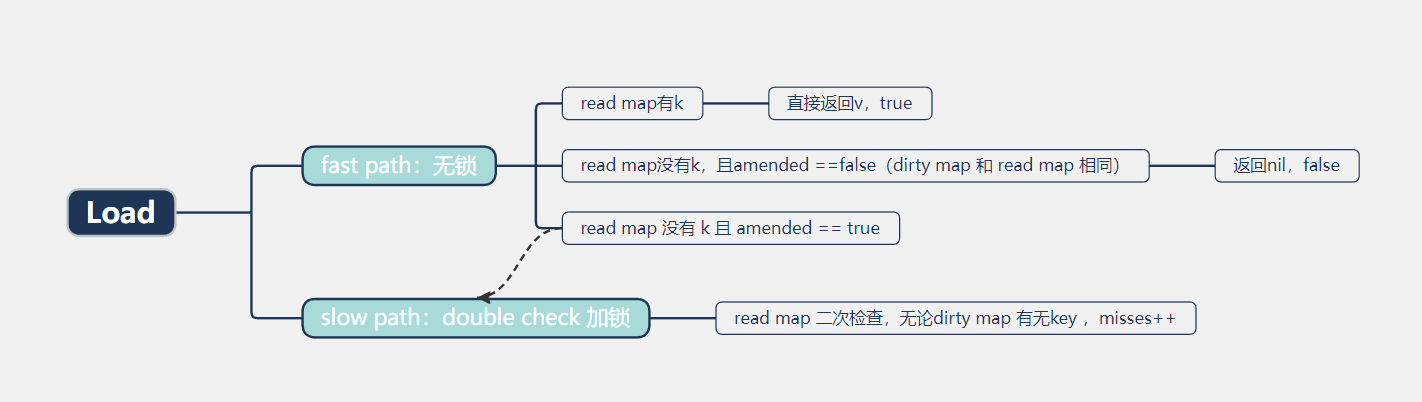 Load
fast path：无锁
read map有k
直接返回v，true
read map没有k，且amended ==false（dirty map 和 read map 相同）
返回nil，false
read map 没有 k 且 amended == true
slow path：double check 加锁
read map 二次检查，无论dirty map 有无key ，misses++